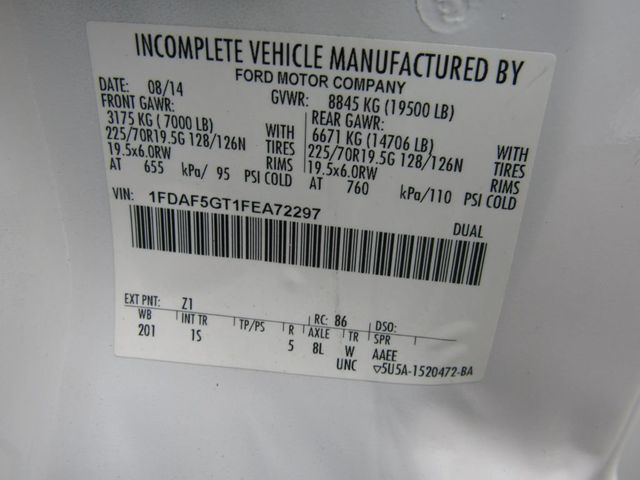 INCOMPLETE VEHICLE MANUFACTURED BY
FORD MOTOR COMPANY
DATE: 08/14 GVWR: 8845 KG (19500 LB)
FRONT GAWR: REAR GAWR:
3175 KG (7000 LB) WITH 6671 KG (14706 LB) WITH
225/70R19.5G 128/126N TIRES 225/70R19.5G 128/126N TIRES
19.5x6.0RW RIMS 19.5x6.0RW RIMS
AT 655 kPa/ 95 PSI COLD AT 760 kPa/110 PSI COLD
VIN: 1FDAF5GT1FEA72297
DUAL
EXT PNT: Z1 RC: 86 DSO:
WB INT TR TP/PS R AXLE TR SPR
201 1S 5 8L W AAEE
UNC ▽5U5A-1520472-BA